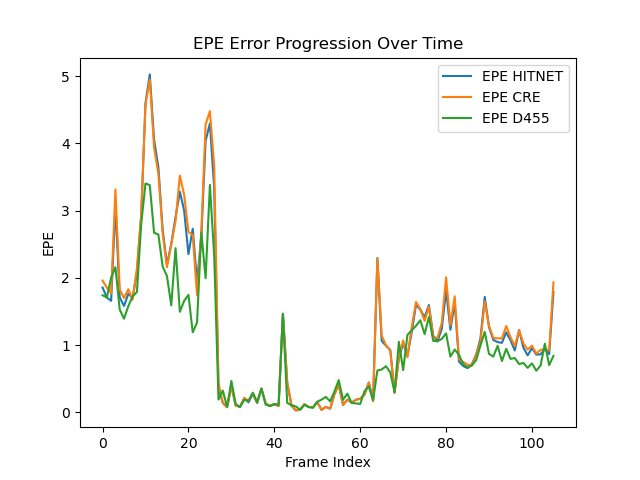 EPE Error Progression Over Time
EPE HITNET
EPE CRE
EPE D455
EPE
5
4
3
2
1
0
0 20 40 60 80 100
Frame Index